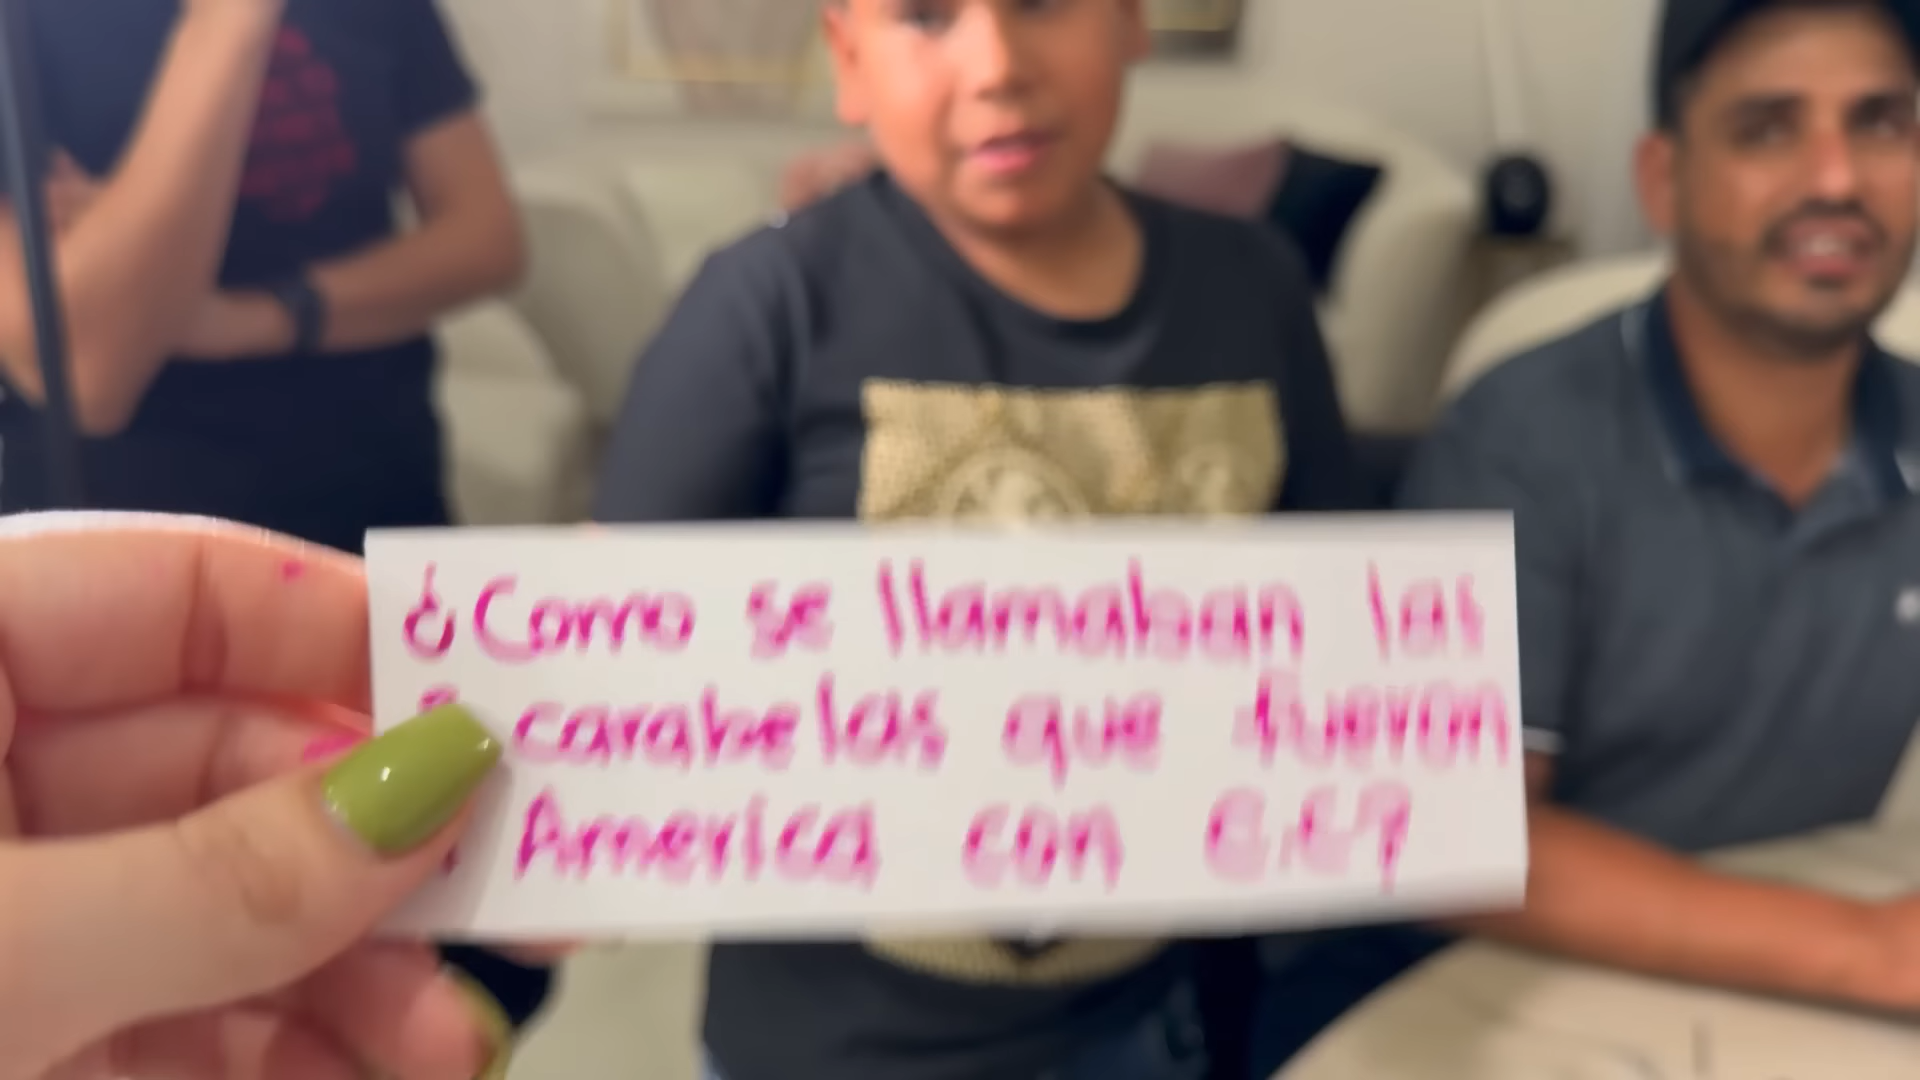 ¿Como se llamaban las
carabelas que fueron
America con C.C?